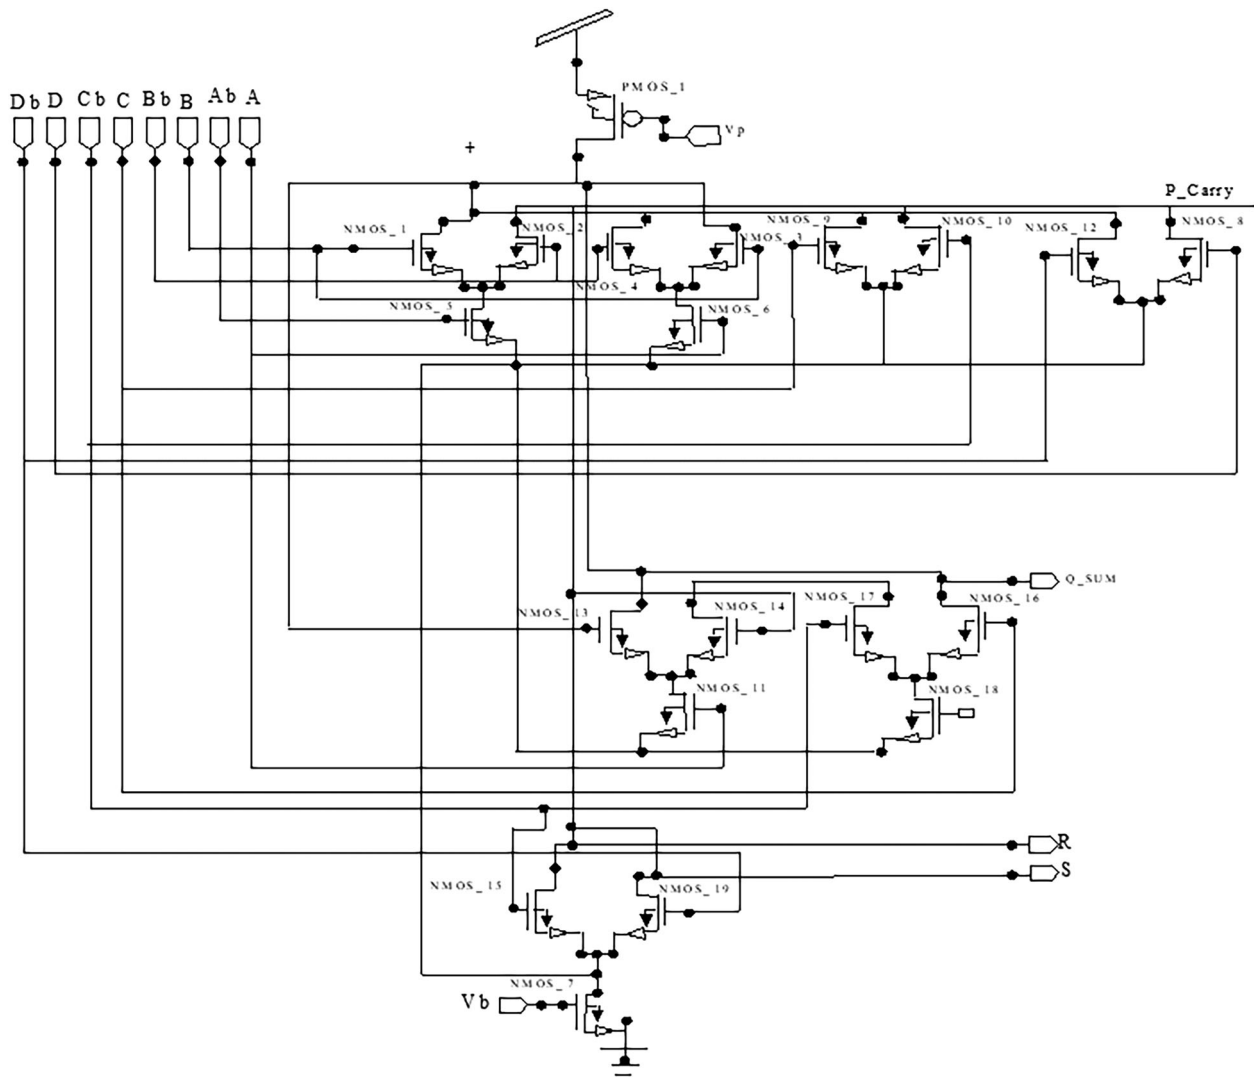 PMOS_1
Db D Cb C Bb B Ab A
Vp
+
P_Carry
NMOS_1 NMOS_2 NMOS_3 NMOS_9 NMOS_10 NMOS_12 NMOS_8
NMOS_4
NMOS_5 NMOS_6
Q_SUM
NMOS_13 NMOS_14 NMOS_17 NMOS_16
NMOS_11 NMOS_18
R
S
NMOS_15 NMOS_19
NMOS_7
Vb